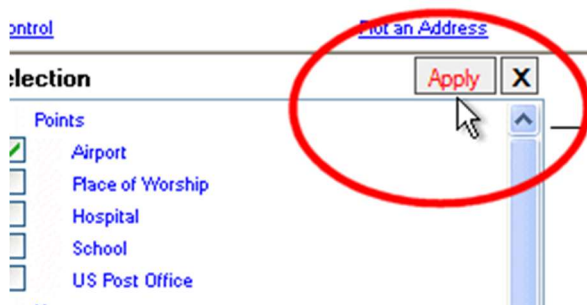 ontrol Plot an Address
election Apply X
Points
Airport
Place of Worship
Hospital
School
US Post Office